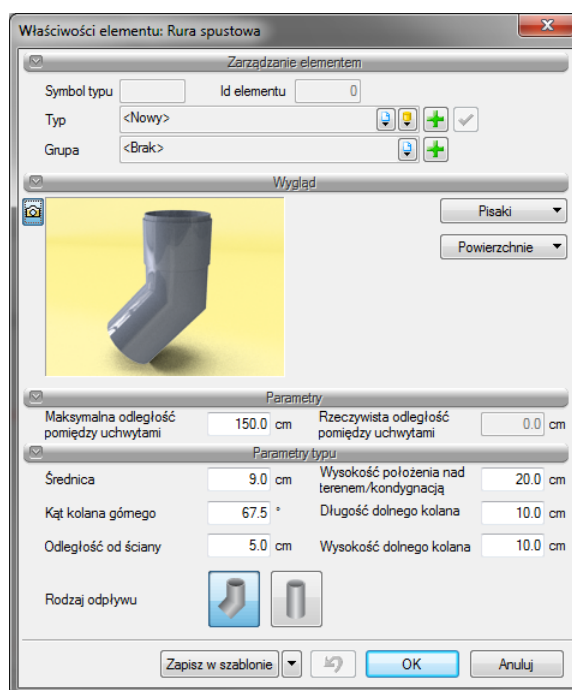 Właściwości elementu: Rura spustowa
Zarządzanie elementem
Symbol typu Id elementu 0
Typ <Nowy>
Grupa <Brak>
Wygląd
Pisaki
Powierzchnie
Parametry
Maksymalna odległość pomiędzy uchwytami 150.0 cm Rzeczywista odległość pomiędzy uchwytami 0.0 cm
Parametry typu
Średnica 9.0 cm Wysokość położenia nad terenem/kondygnacją 20.0 cm
Kąt kolana górnego 67.5 ° Długość dolnego kolana 10.0 cm
Odległość od ściany 5.0 cm Wysokość dolnego kolana 10.0 cm
Rodzaj odpływu
Zapisz w szablonie OK Anuluj